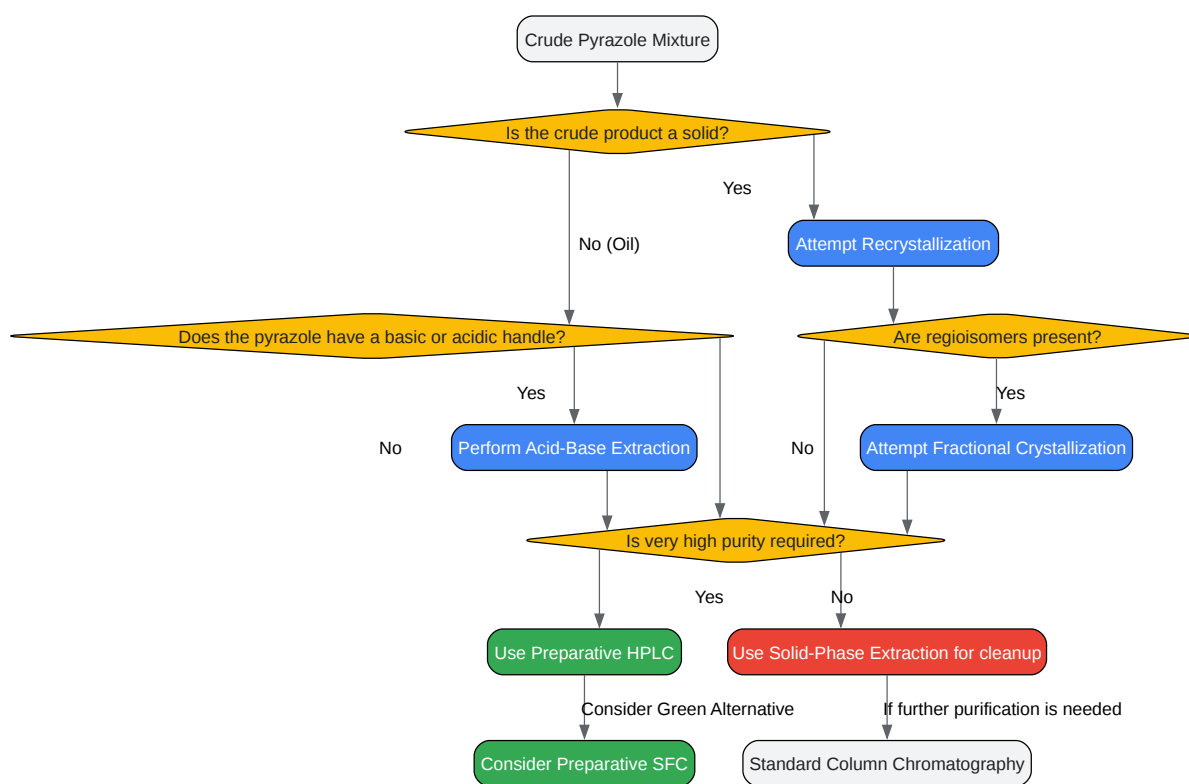 Crude Pyrazole Mixture
Is the crude product a solid?
Yes
Attempt Recrystallization
No (Oil)
Does the pyrazole have a basic or acidic handle?
Are regioisomers present?
Yes
Yes
No
Perform Acid-Base Extraction
No
Attempt Fractional Crystallization
Is very high purity required?
Yes
No
Use Preparative HPLC
Use Solid-Phase Extraction for cleanup
Consider Green Alternative
If further purification is needed
Consider Preparative SFC
Standard Column Chromatography